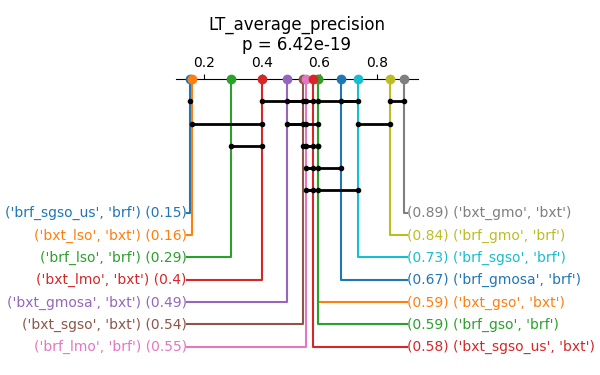 LT_average_precision
p = 6.42e-19
0.2 0.4 0.6 0.8
('brf_sgso_us', 'brf') (0.15) (0.89) ('bxt_gmo', 'bxt')
('bxt_lso', 'bxt') (0.16) (0.84) ('brf_gmo', 'brf')
('brf_lso', 'brf') (0.29) (0.73) ('brf_sgso', 'brf')
('bxt_lmo', 'bxt') (0.4) (0.67) ('brf_gmosa', 'brf')
('bxt_gmosa', 'bxt') (0.49) (0.59) ('bxt_gso', 'bxt')
('bxt_sgso', 'bxt') (0.54) (0.59) ('brf_gso', 'brf')
('brf_lmo', 'brf') (0.55) (0.58) ('bxt_sgso_us', 'bxt')